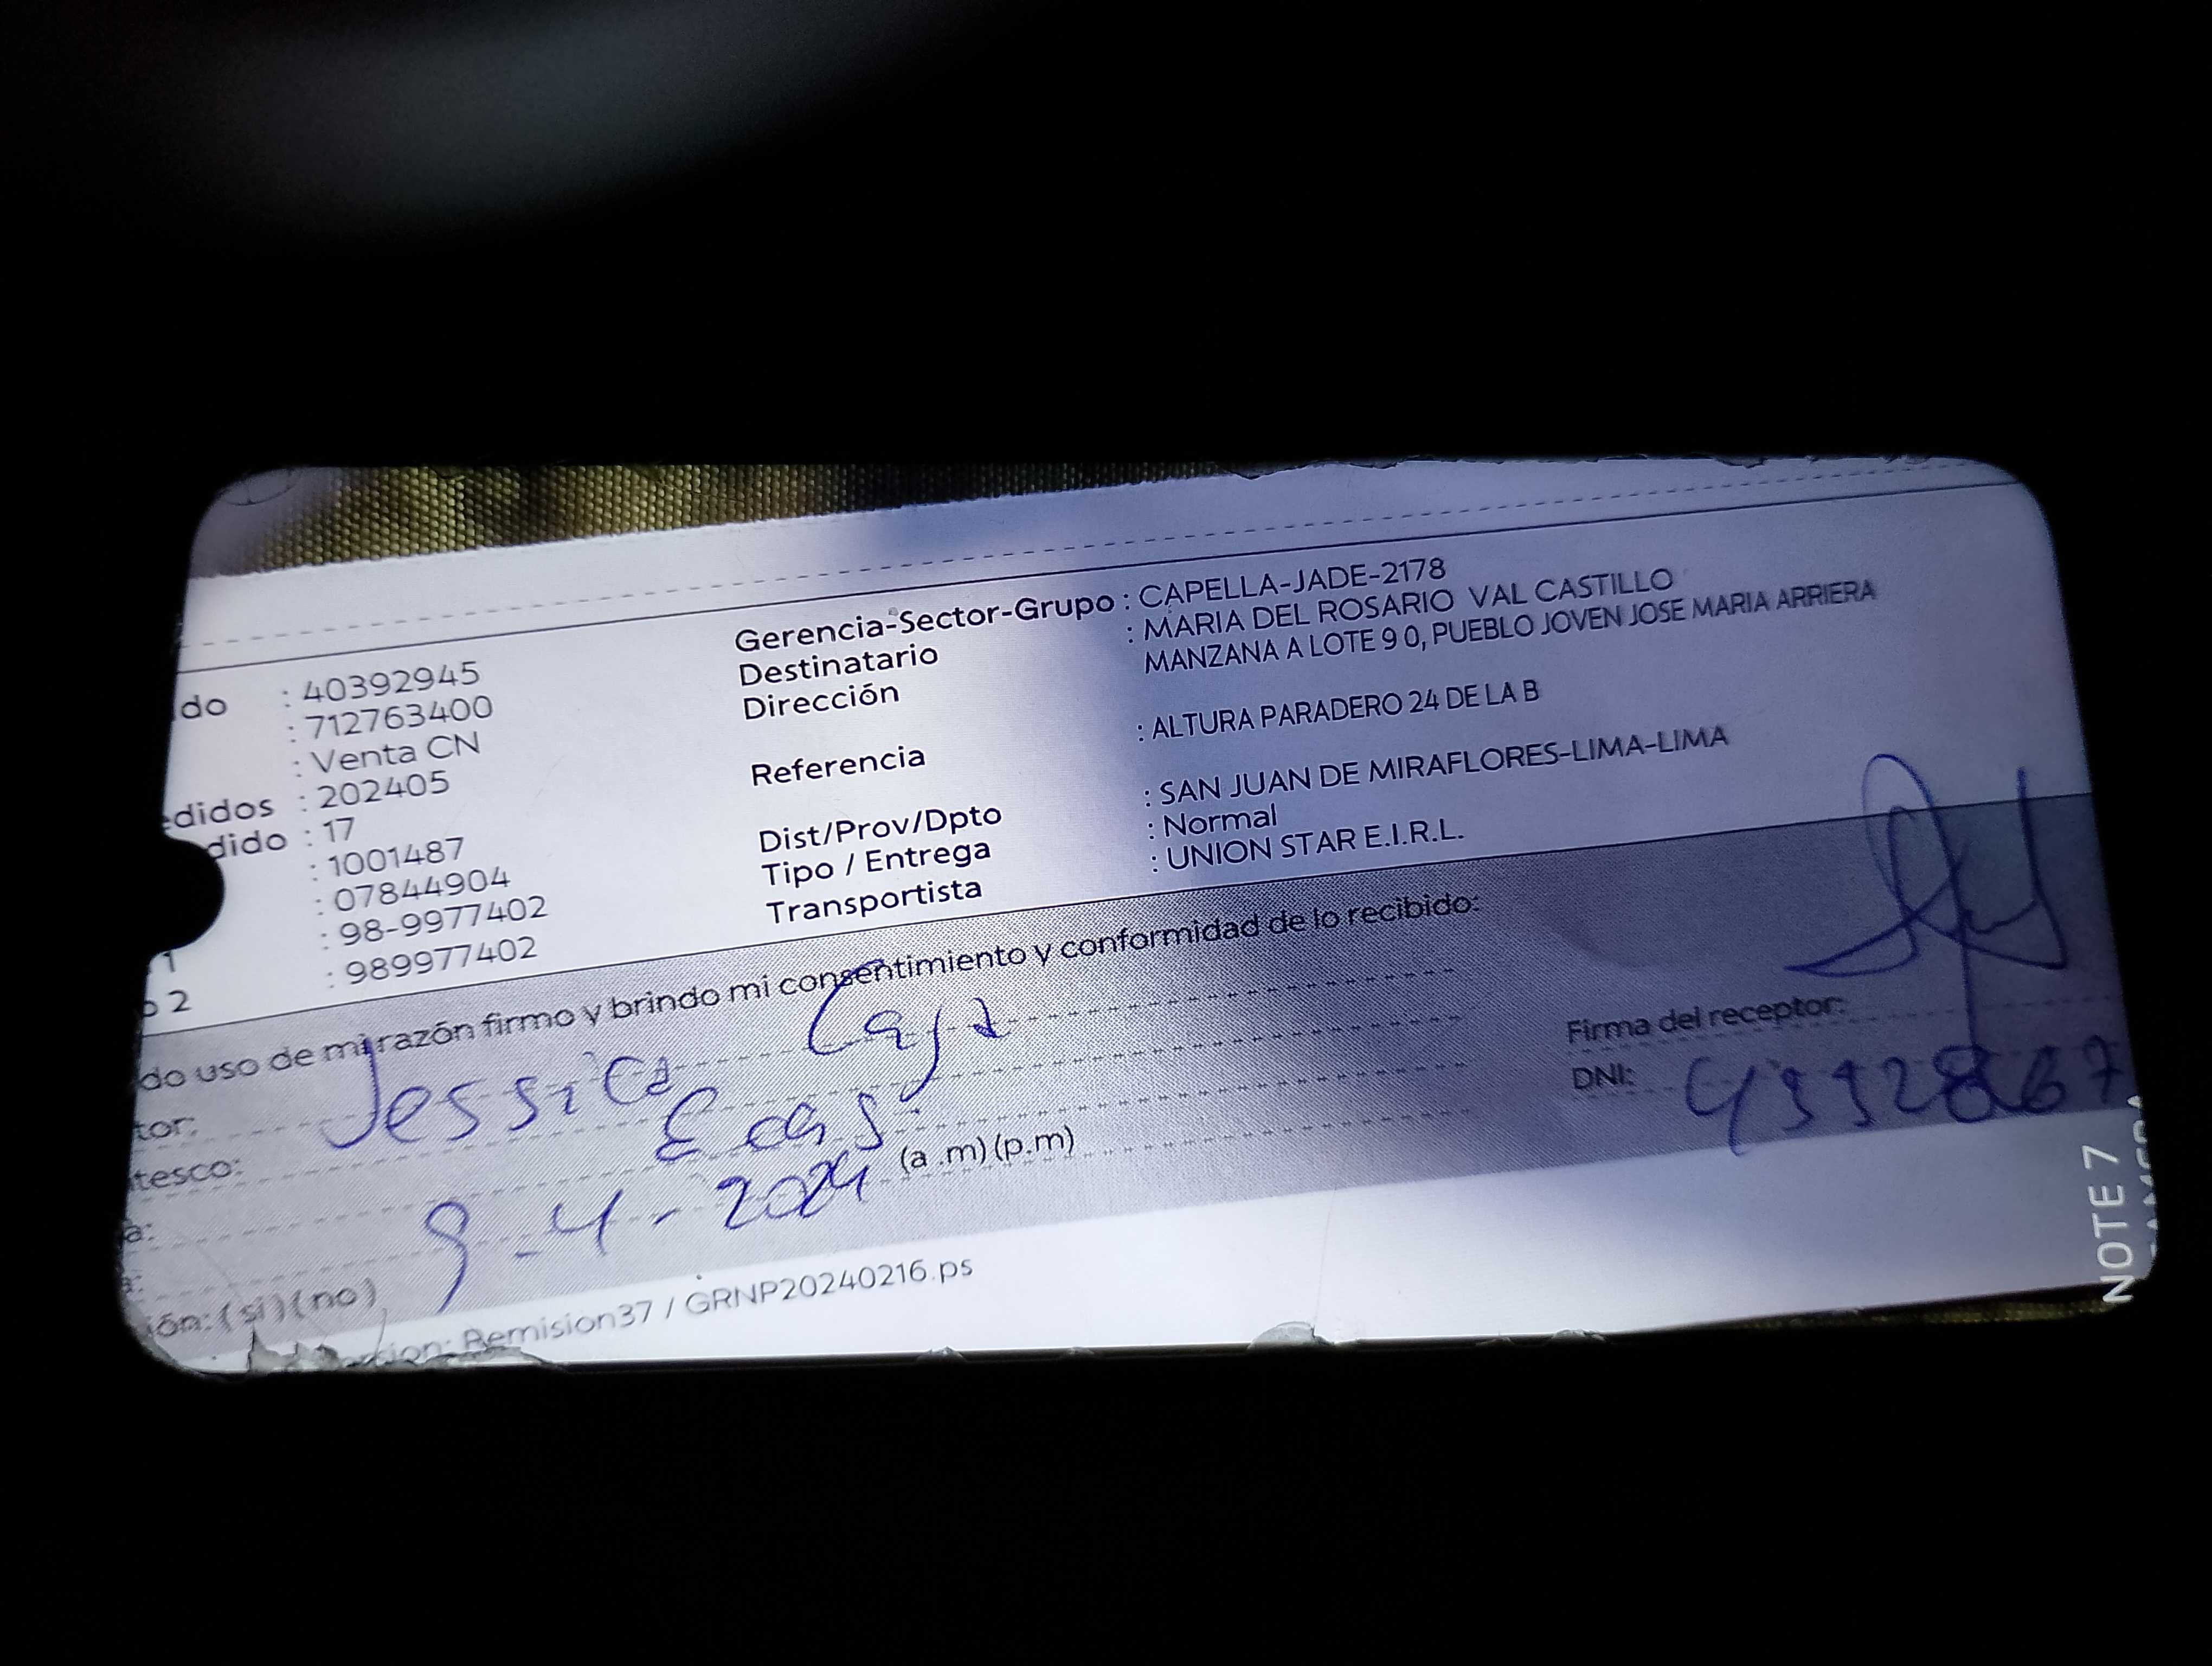 do : 40392945
: 712763400
: Venta CN
didos : 202405
dido : 17
: 1001487
: 07844904
1 : 98-9977402
o 2 : 989977402
Gerencia-Sector-Grupo : CAPELLA-JADE-2178
Destinatario : MARIA DEL ROSARIO VAL CASTILLO
Dirección MANZANA A LOTE 9 0, PUEBLO JOVEN JOSE MARIA ARRIERA
Referencia : ALTURA PARADERO 24 DE LA B
Dist/Prov/Dpto : SAN JUAN DE MIRAFLORES-LIMA-LIMA
Tipo / Entrega : Normal
Transportista : UNION STAR E.I.R.L.
do uso de mi razón firmo y brindo mi consentimiento y conformidad de lo recibido:
tor: Jessica
tesco:
a: 9-4-2024
a: (a .m) (p.m)
ión: (si) (no)
Firma del receptor:
DNI:
Remision37 / GRNP20240216.ps
NOTE 7